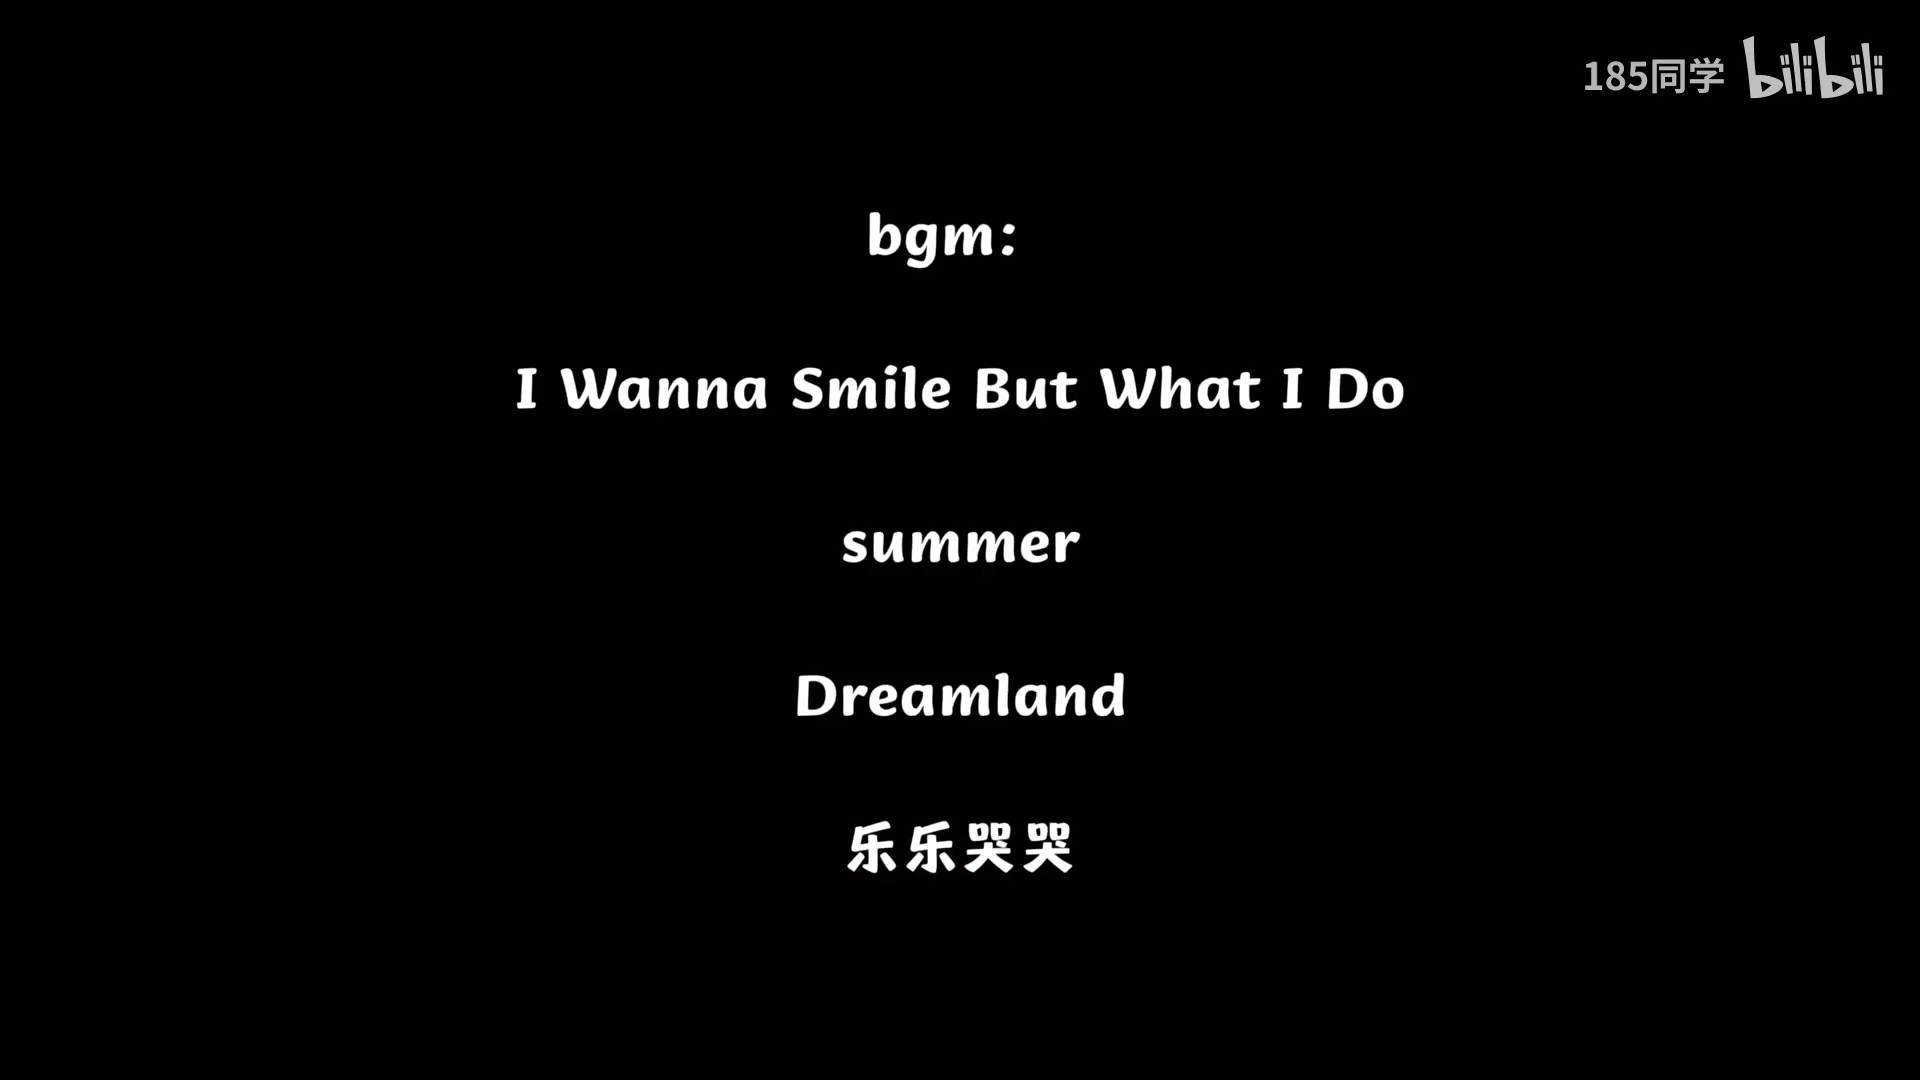 185同学 bilibili
bgm:
I Wanna Smile But What I Do
summer
Dreamland
乐乐哭哭